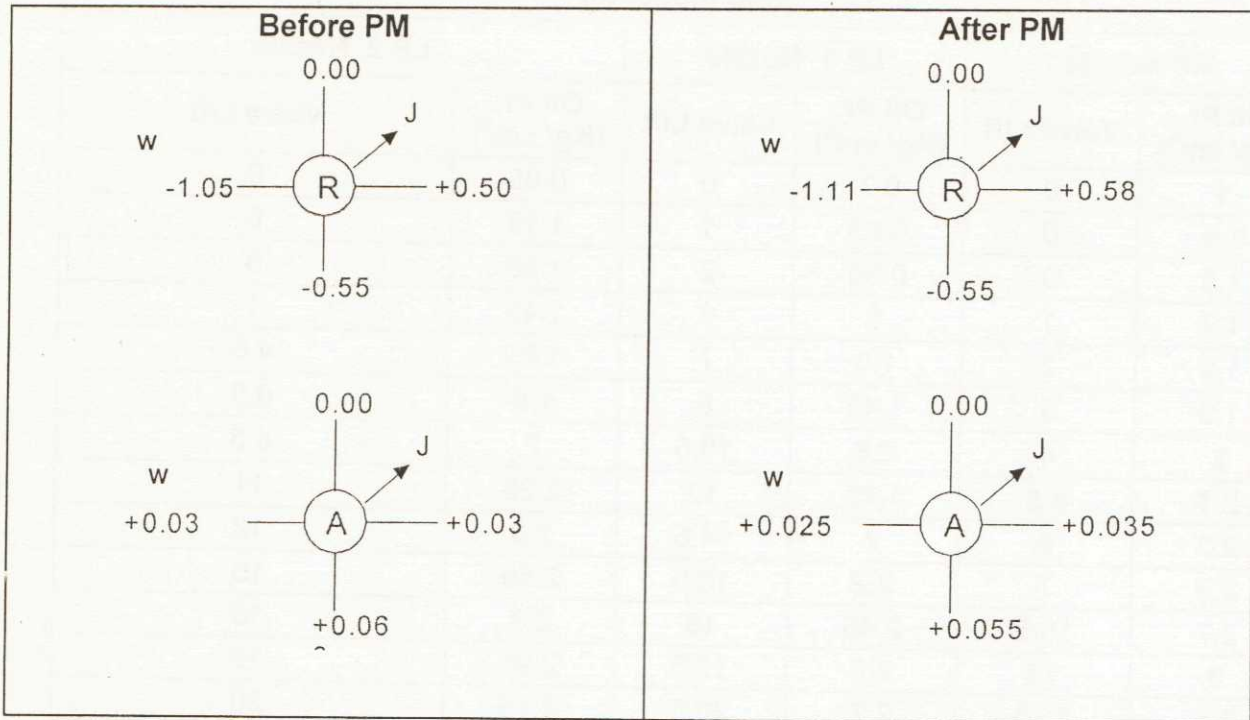 Before PM
0.00
J
w
-1.05
R
+0.50
-0.55
0.00
J
w
+0.03
A
+0.03
+0.06
After PM
0.00
J
w
-1.11
R
+0.58
-0.55
0.00
J
w
+0.025
A
+0.035
+0.055